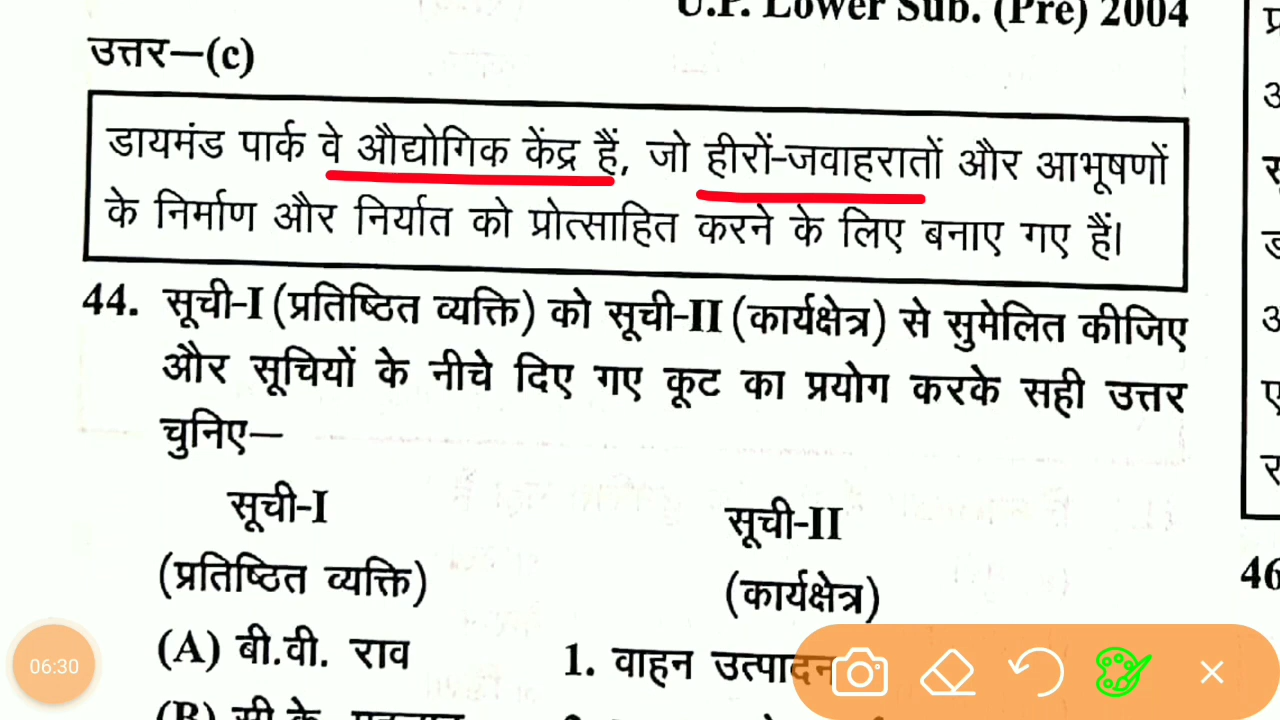 U.P. Lower Sub. (Pre) 2004
उत्तर–(c)
डायमंड पार्क वे औद्योगिक केंद्र हैं, जो हीरों-जवाहरातों और आभूषणों
के निर्माण और निर्यात को प्रोत्साहित करने के लिए बनाए गए हैं।
44. सूची-I (प्रतिष्ठित व्यक्ति) को सूची-II (कार्यक्षेत्र) से सुमेलित कीजिए
और सूचियों के नीचे दिए गए कूट का प्रयोग करके सही उत्तर
चुनिए–
सूची-I
सूची-II
(प्रतिष्ठित व्यक्ति)
(कार्यक्षेत्र)
(A) बी.वी. राव
1. वाहन उत्पादन
(B) सी.के.
46
06:30